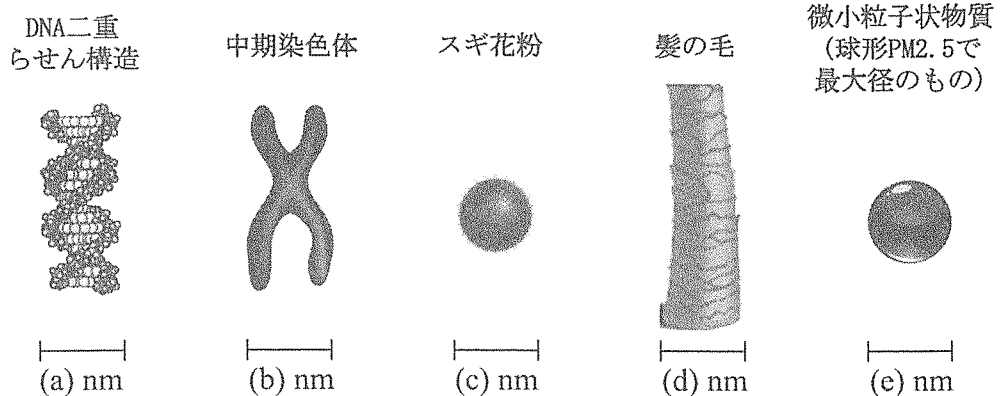 DNA二重
らせん構造
中期染色体
スギ花粉
髪の毛
微小粒子状物質
(球形PM2.5で
最大径のもの)
(a) nm
(b) nm
(c) nm
(d) nm
(e) nm